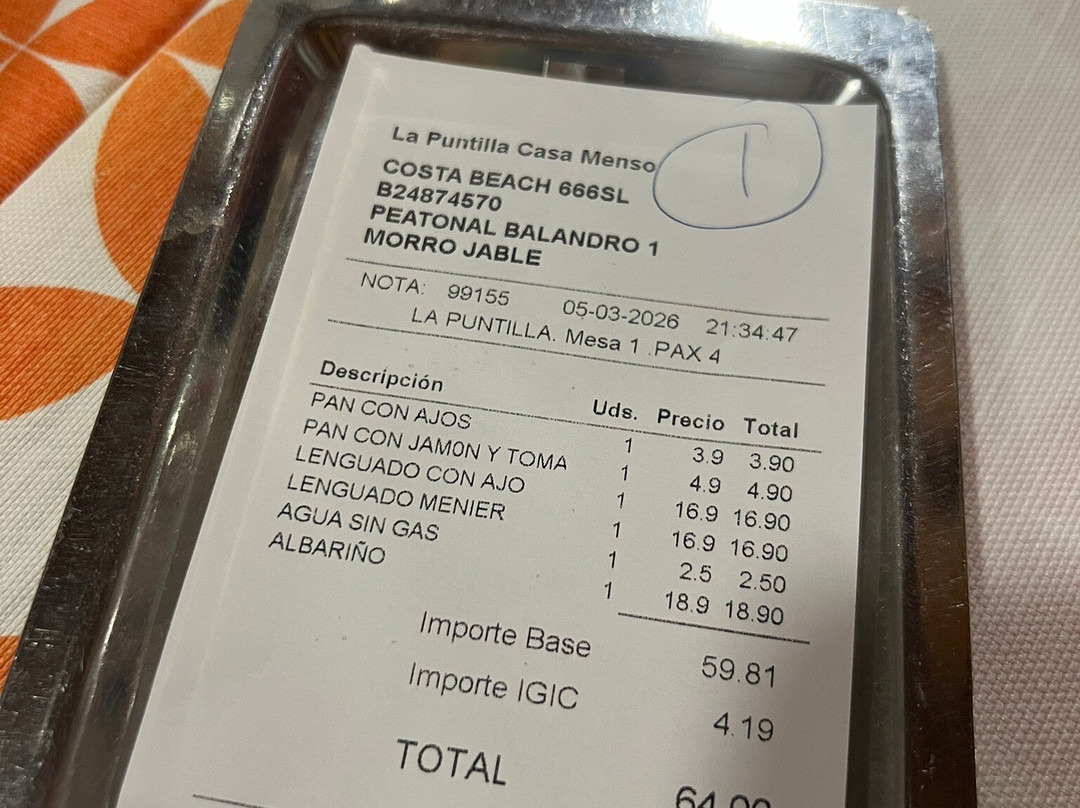 La Puntilla Casa Menso
1
COSTA BEACH 666SL
B24874570
PEATONAL BALANDRO 1
MORRO JABLE
NOTA: 99155 05-03-2026 21:34:47
LA PUNTILLA. Mesa 1 .PAX 4
Descripción Uds. Precio Total
PAN CON AJOS 1 3.9 3.90
PAN CON JAM0N Y TOMA 1 4.9 4.90
LENGUADO CON AJO 1 16.9 16.90
LENGUADO MENIER 1 16.9 16.90
AGUA SIN GAS 1 2.5 2.50
ALBARIÑO 1 18.9 18.90
Importe Base 59.81
Importe IGIC 4.19
TOTAL 64.00